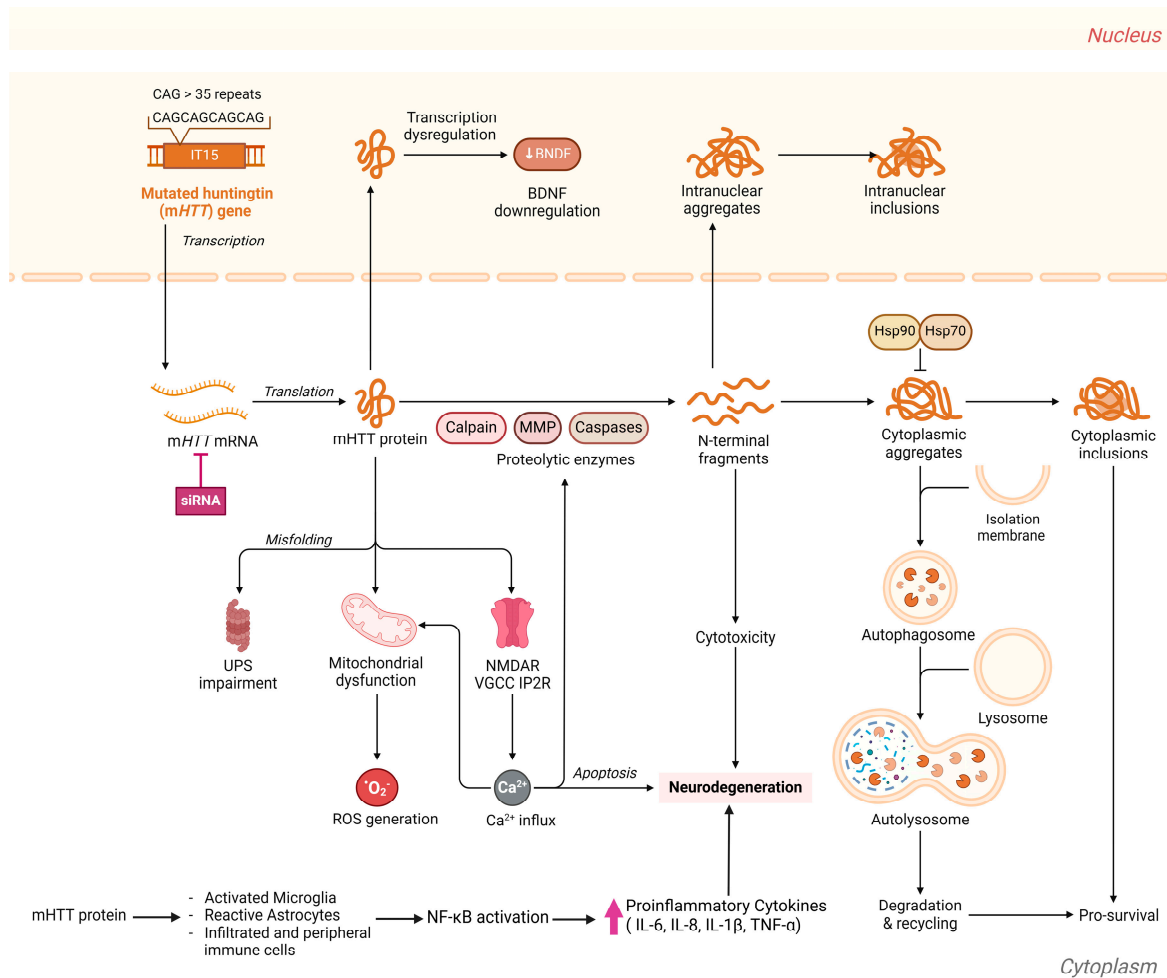 Nucleus
CAG > 35 repeats
CAGCAGCAGCAG
IT15
Mutated huntingtin
(mHTT) gene
Transcription
Transcription
dysregulation
↓BNDF
BDNF
downregulation
Intranuclear
aggregates
Intranuclear
inclusions
Hsp90
Hsp70
mHTT mRNA
siRNA
Translation
mHTT protein
Calpain
MMP
Caspases
Proteolytic enzymes
N-terminal
fragments
Cytoplasmic
aggregates
Cytoplasmic
inclusions
Isolation
membrane
Misfolding
UPS
impairment
Mitochondrial
dysfunction
NMDAR
VGCC IP2R
Cytotoxicity
Autophagosome
Lysosome
•O₂⁻
ROS generation
Ca²⁺
Ca²⁺ influx
Apoptosis
Neurodegeneration
Autolysosome
mHTT protein
- Activated Microglia
- Reactive Astrocytes
- Infiltrated and peripheral
immune cells
NF-κB activation
Proinflammatory Cytokines
( IL-6, IL-8, IL-1β, TNF-α)
Degradation
& recycling
Pro-survival
Cytoplasm